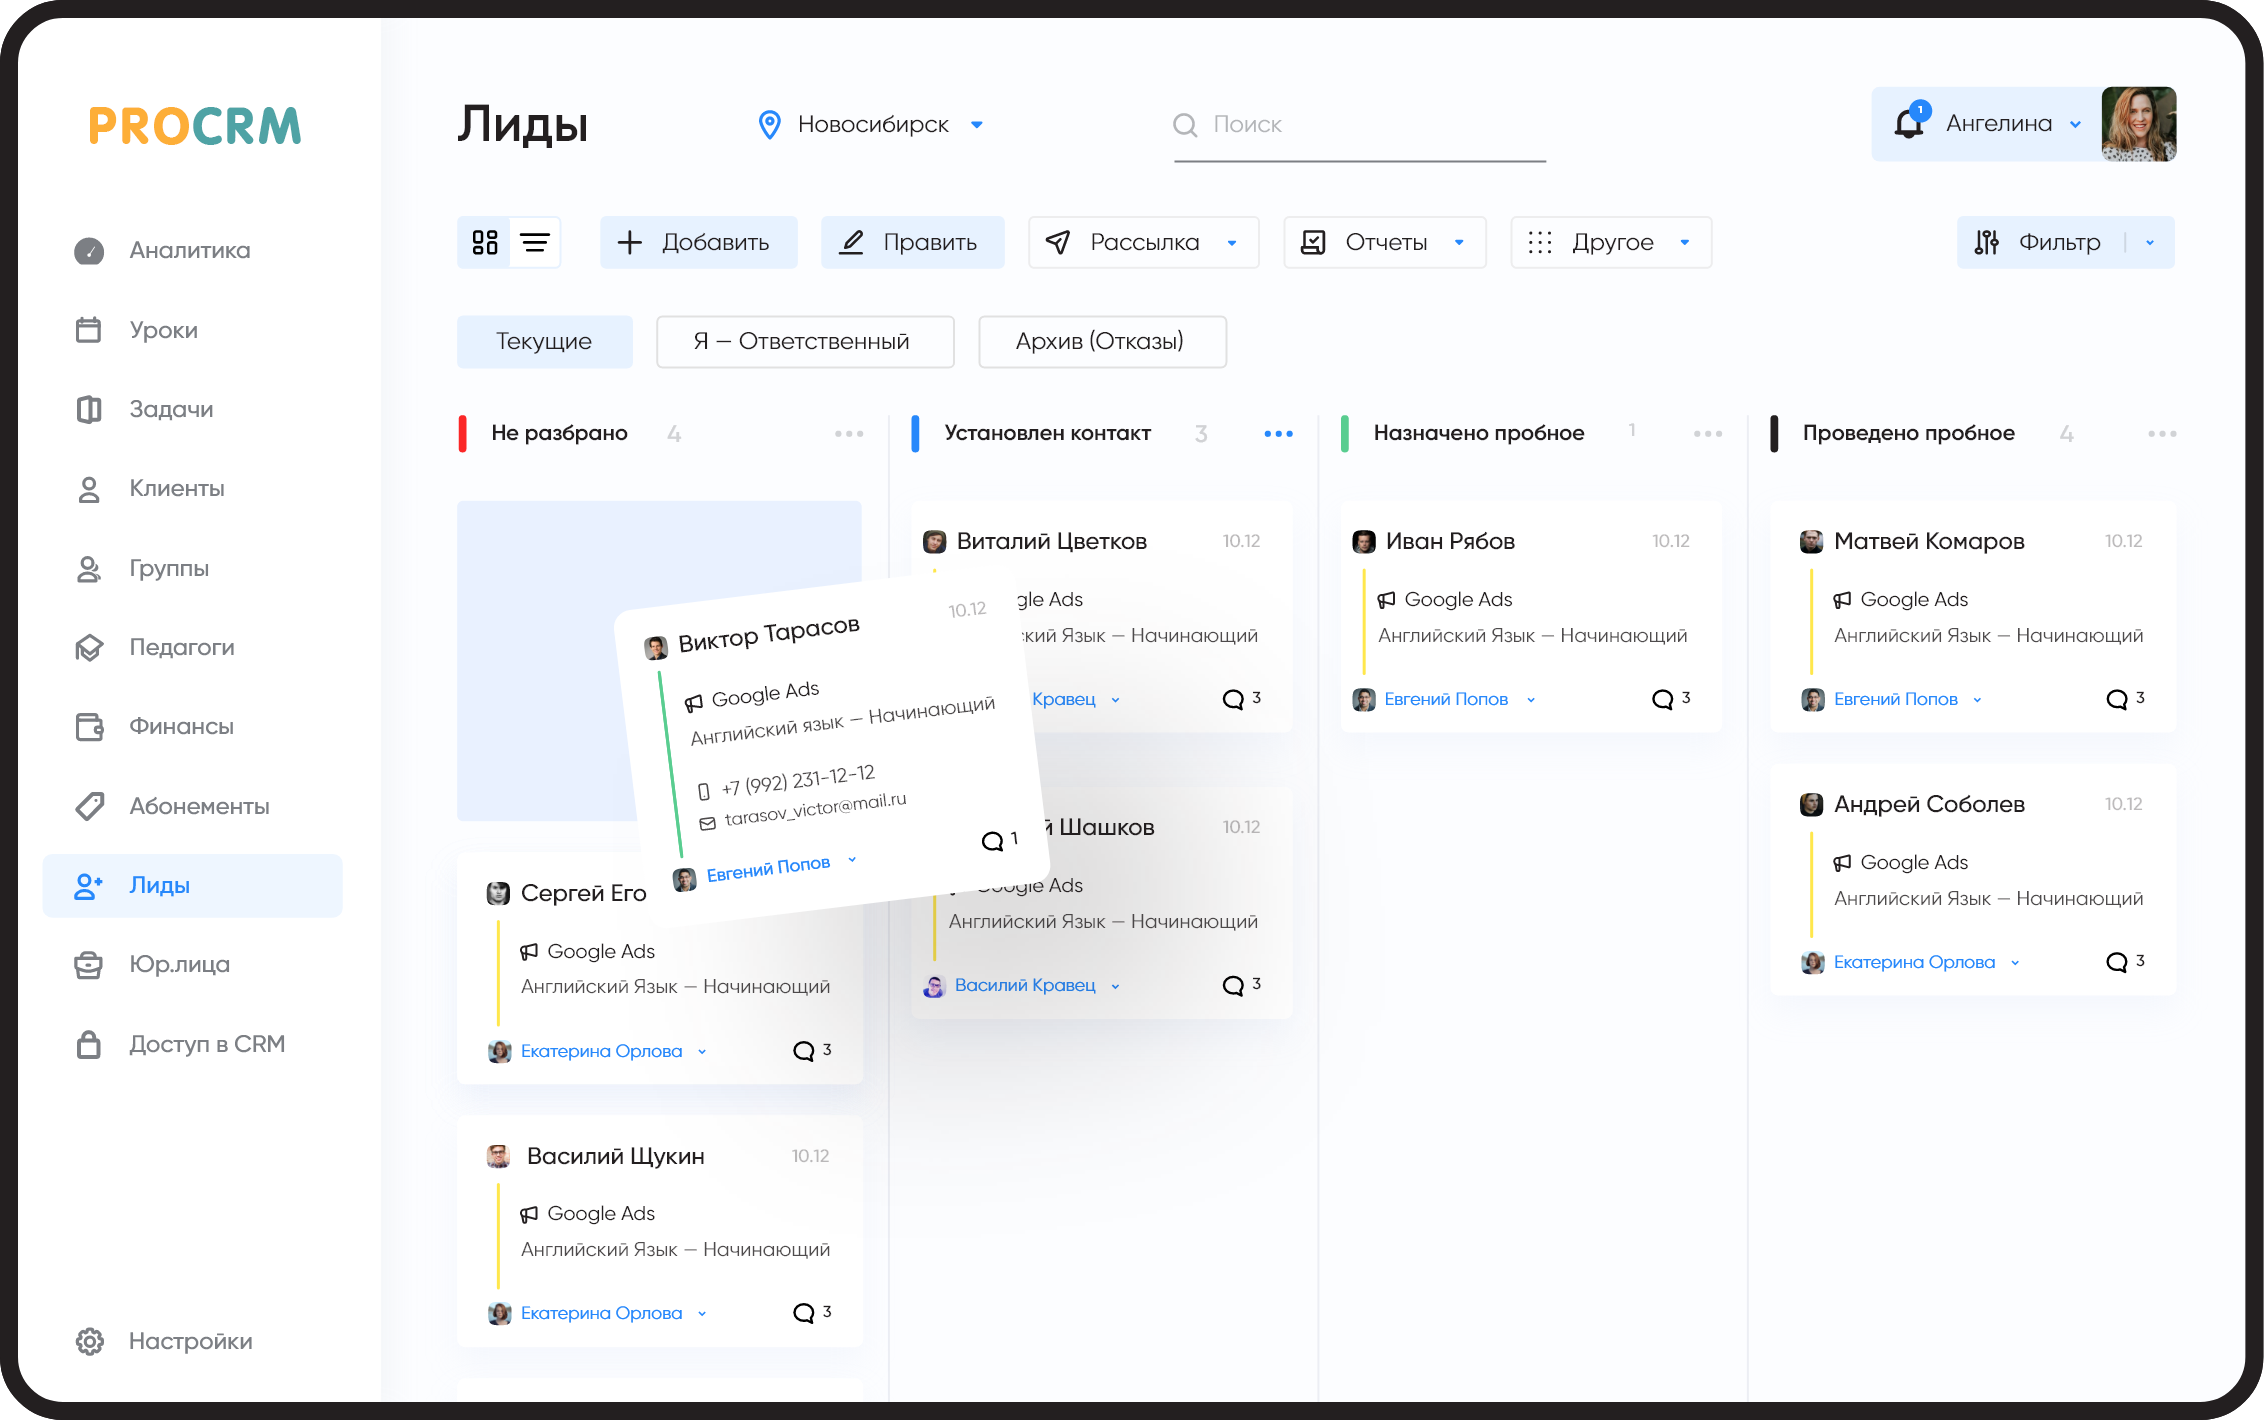 PROCRM
Аналитика
Уроки
Задачи
Клиенты
Группы
Педагоги
Финансы
Абонементы
Лиды
Юр.лица
Доступ в CRM
Настройки
Лиды
Новосибирск
Поиск
1
Ангелина
Добавить
Править
Рассылка
Отчеты
Другое
Фильтр
Текущие
Я — Ответственный
Архив (Отказы)
Не разбрано 4
Виктор Тарасов 10.12
Google Ads
Английский язык — Начинающий
+7 (992) 231-12-12
tarasov_victor@mail.ru
Евгений Попов 1
Сергей Его
Google Ads
Английский Язык — Начинающий
Екатерина Орлова 3
Василий Щукин 10.12
Google Ads
Английский Язык — Начинающий
Екатерина Орлова 3
Установлен контакт 3
Виталий Цветков 10.12
gle Ads
ский Язык — Начинающий
Кравец 3
й Шашков 10.12
Google Ads
Английский Язык — Начинающий
Василий Кравец 3
Назначено пробное 1
Иван Рябов 10.12
Google Ads
Английский Язык — Начинающий
Евгений Попов 3
Проведено пробное 4
Матвей Комаров 10.12
Google Ads
Английский Язык — Начинающий
Евгений Попов 3
Андрей Соболев 10.12
Google Ads
Английский Язык — Начинающий
Екатерина Орлова 3